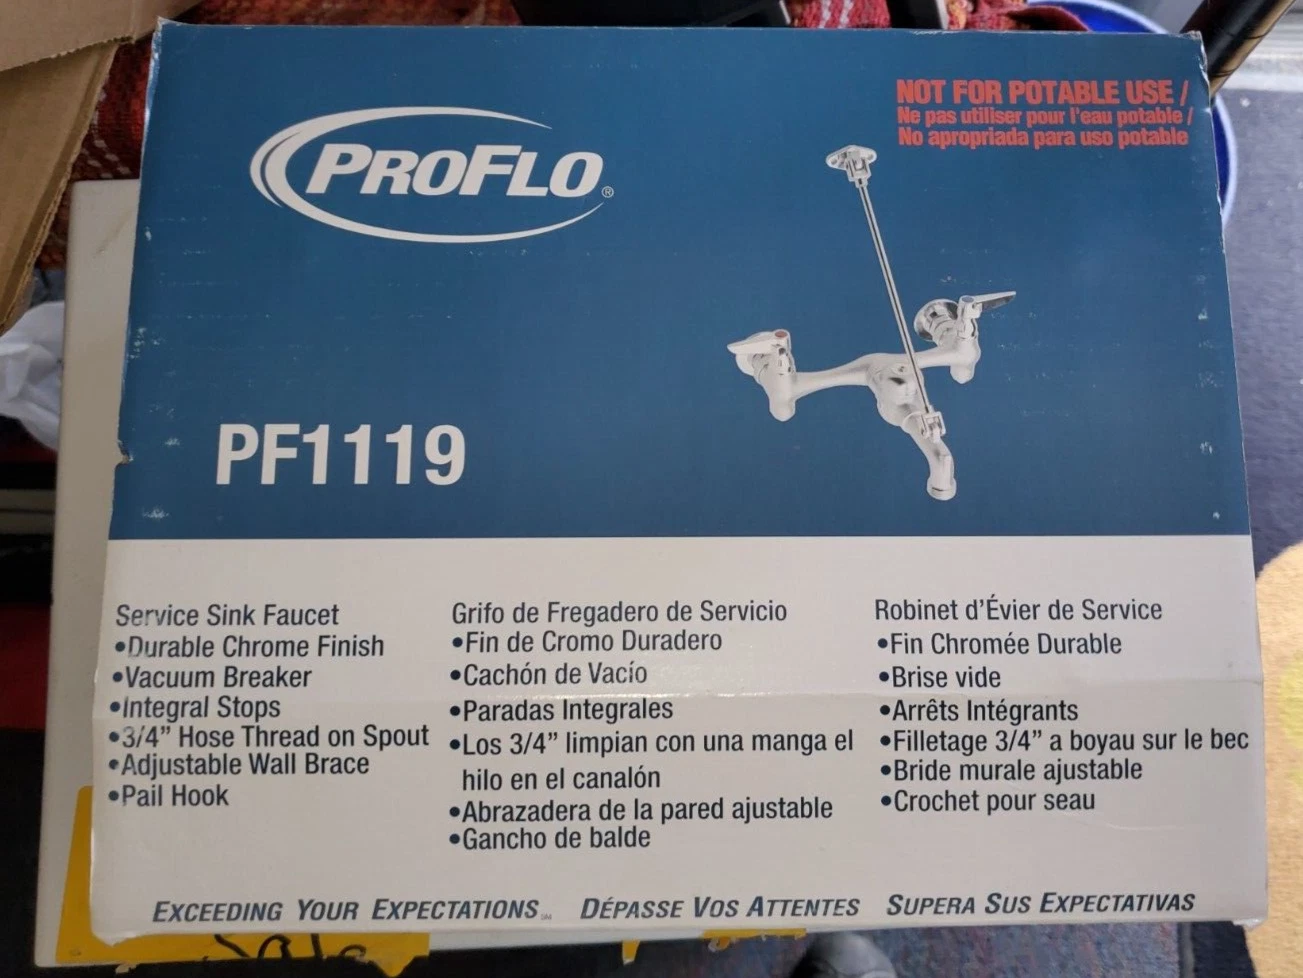 PROFLO®
NOT FOR POTABLE USE /
Ne pas utiliser pour l'eau potable /
No apropriada para uso potable
PF1119
Service Sink Faucet
•Durable Chrome Finish
•Vacuum Breaker
•Integral Stops
•3/4" Hose Thread on Spout
•Adjustable Wall Brace
•Pail Hook
Grifo de Fregadero de Servicio
•Fin de Cromo Duradero
•Cachón de Vacío
•Paradas Integrales
•Los 3/4" limpian con una manga el
hilo en el canalón
•Abrazadera de la pared ajustable
•Gancho de balde
Robinet d'Évier de Service
•Fin Chromée Durable
•Brise vide
•Arrêts Intégrants
•Filletage 3/4" a boyau sur le bec
•Bride murale ajustable
•Crochet pour seau
EXCEEDING YOUR EXPECTATIONS℠ DÉPASSE VOS ATTENTES SUPERA SUS EXPECTATIVAS